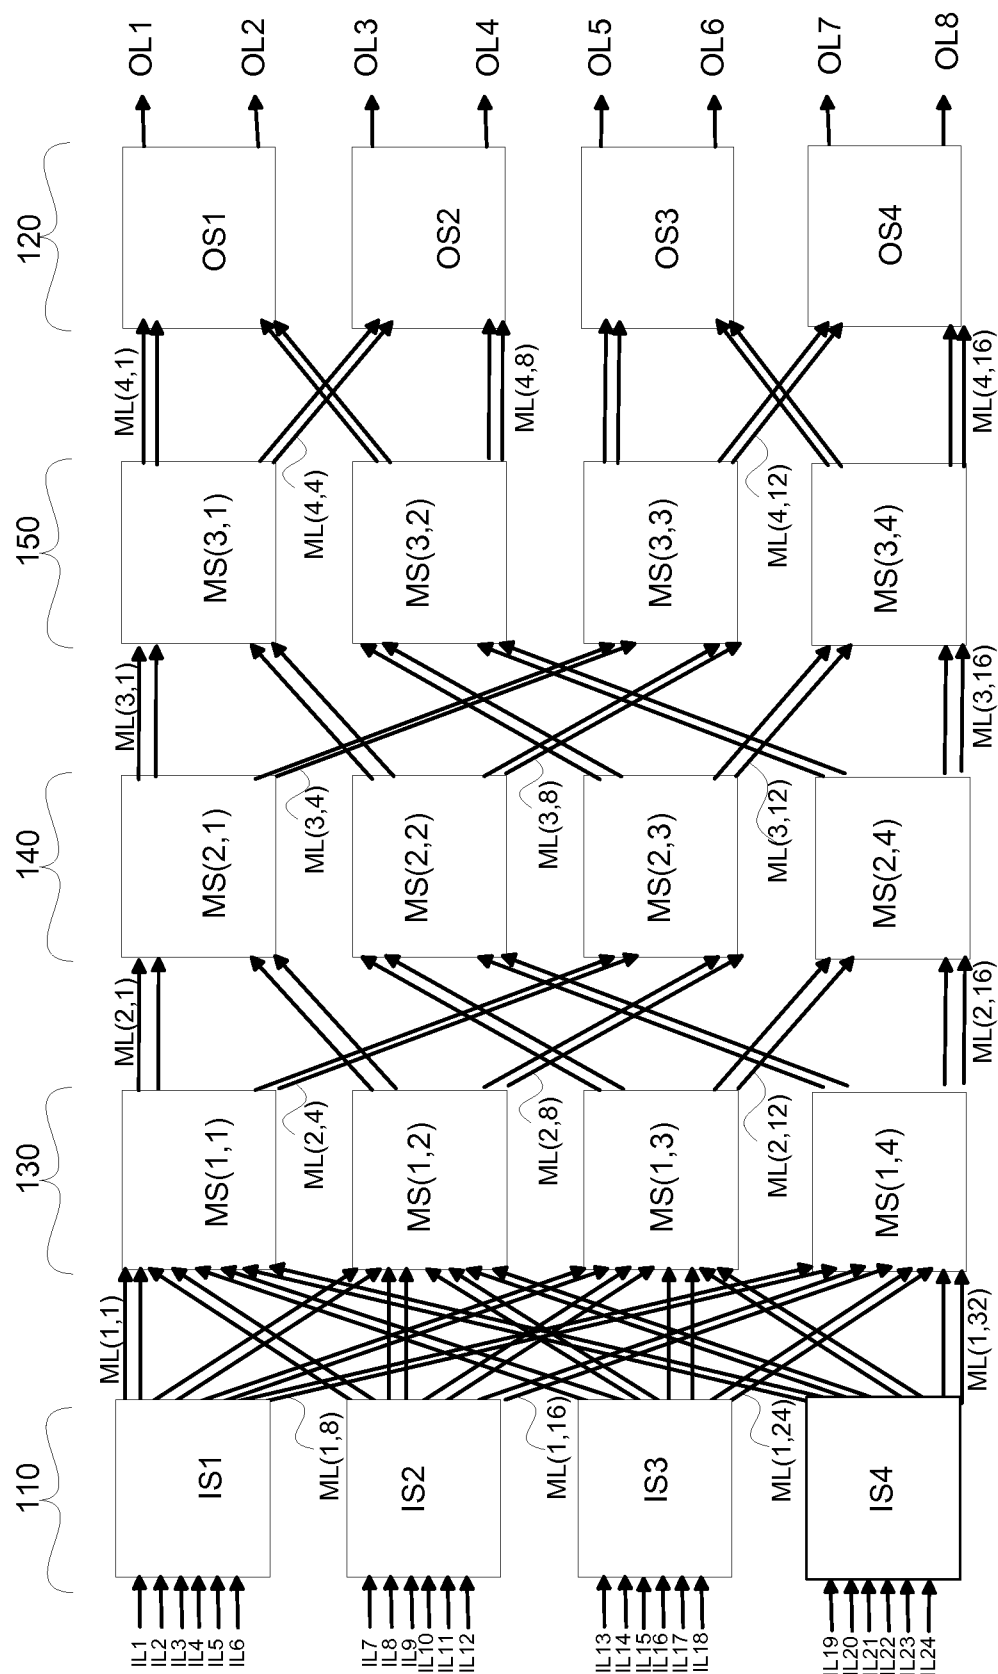 110
130
140
150
120
IL1
IL2
IL3
IL4
IL5
IL6
IS1
ML(1,1)
MS(1,1)
ML(2,1)
MS(2,1)
ML(3,1)
MS(3,1)
ML(4,1)
OS1
OL1
OL2
ML(1,8)
ML(2,4)
ML(3,4)
ML(4,4)
IL7
IL8
IL9
IL10
IL11
IL12
IS2
MS(1,2)
MS(2,2)
MS(3,2)
OS2
OL3
OL4
ML(1,16)
ML(2,8)
ML(3,8)
ML(4,8)
IL13
IL14
IL15
IL16
IL17
IL18
IS3
MS(1,3)
MS(2,3)
MS(3,3)
OS3
OL5
OL6
ML(1,24)
ML(2,12)
ML(3,12)
ML(4,12)
IL19
IL20
IL21
IL22
IL23
IL24
IS4
MS(1,4)
MS(2,4)
MS(3,4)
OS4
OL7
OL8
ML(1,32)
ML(2,16)
ML(3,16)
ML(4,16)